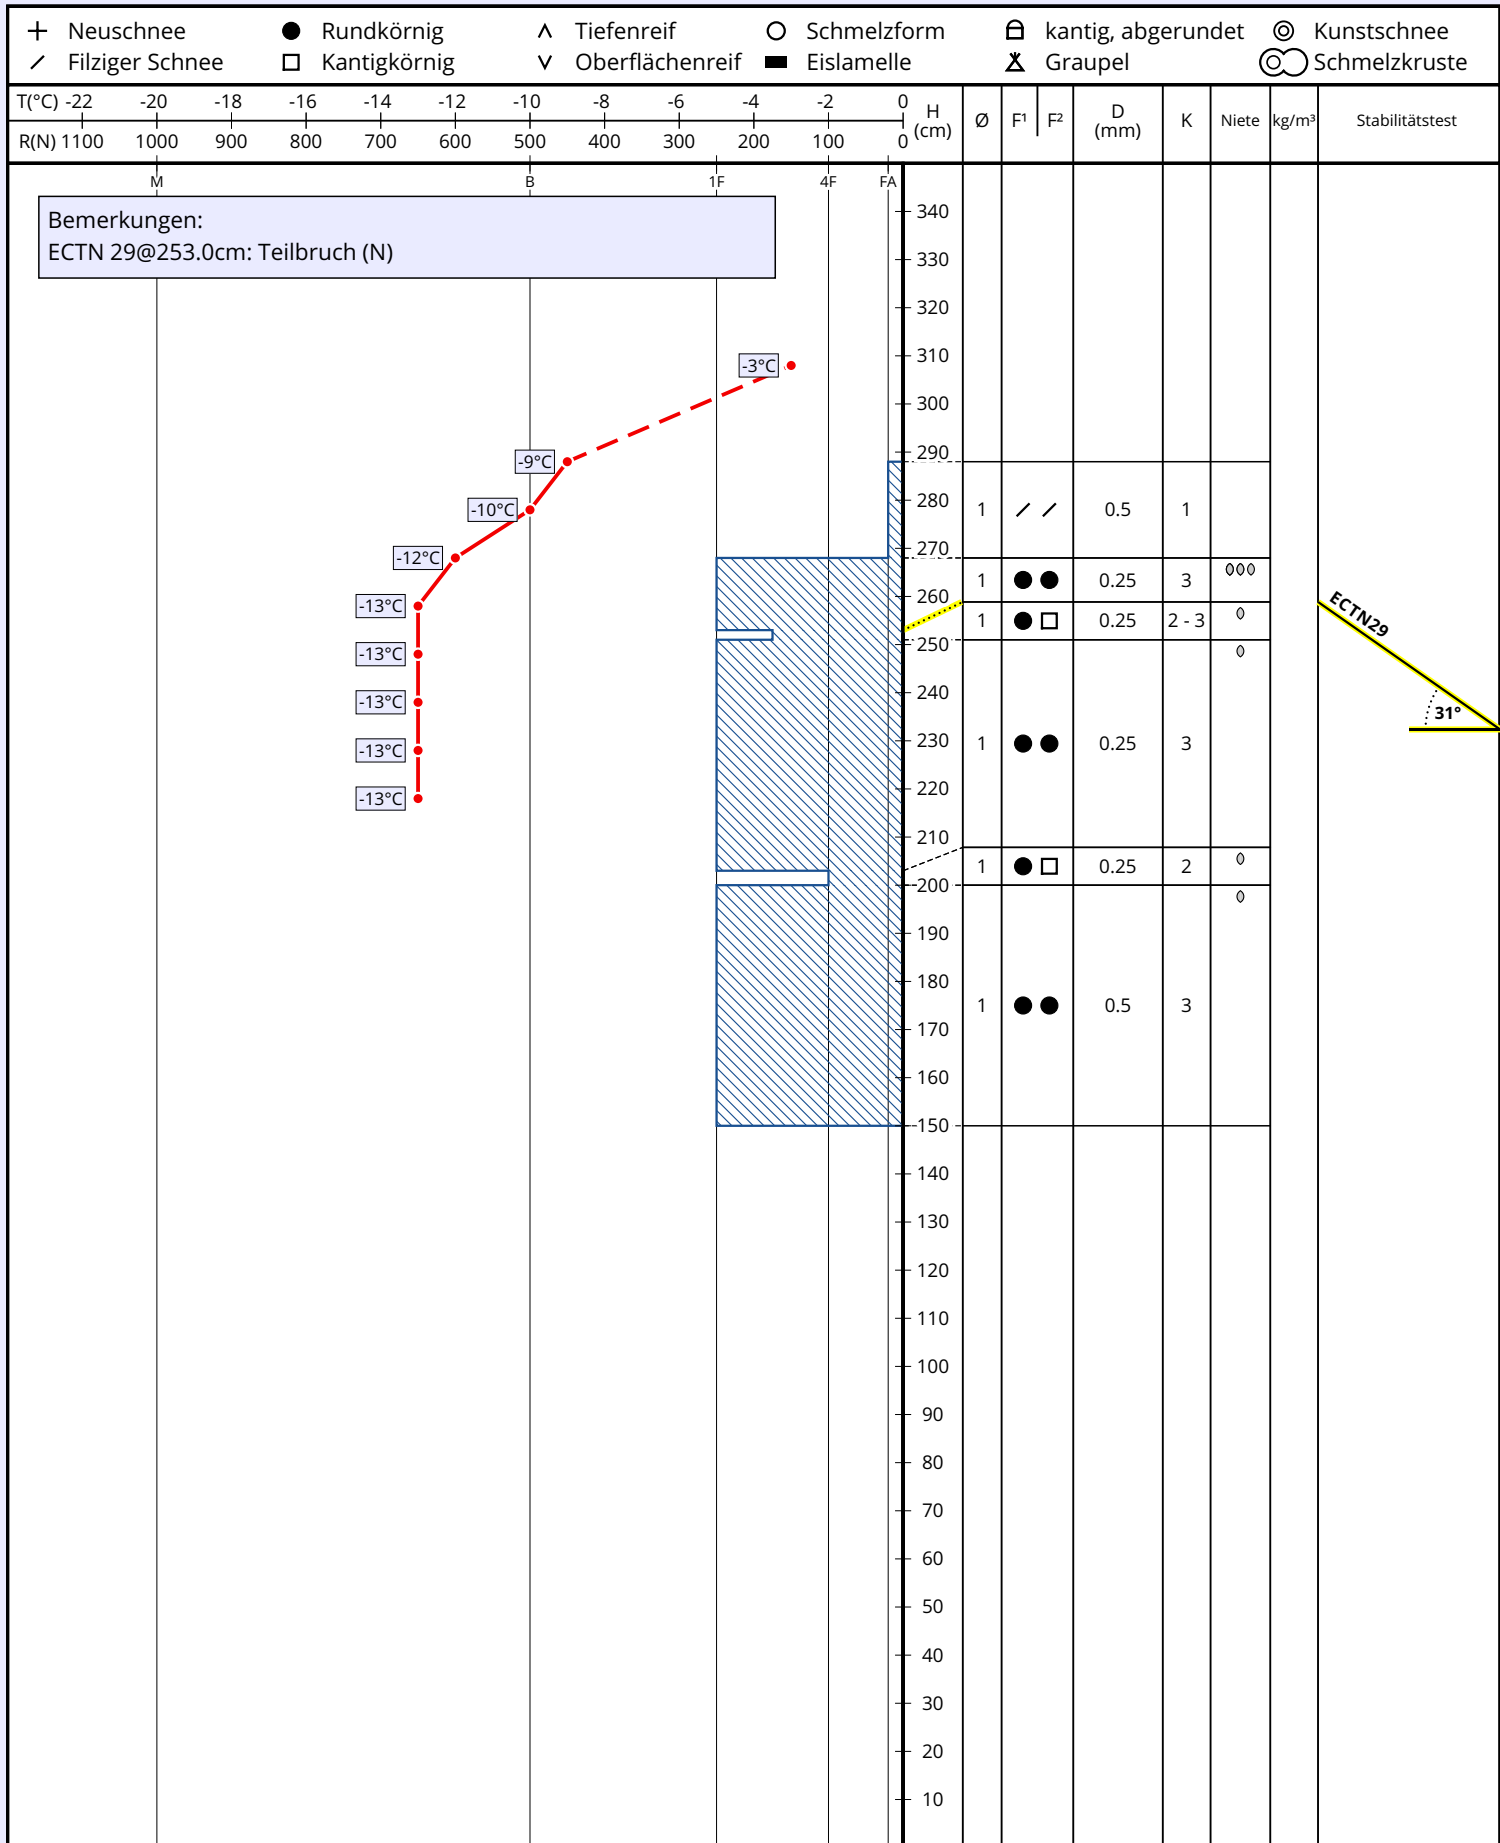 Neuschnee Rundkörnig Tiefenreif Schmelzform kantig, abgerundet Kunstschnee
Filziger Schnee Kantigkörnig Oberflächenreif Eislamelle Graupel Schmelzkruste
T(°C) -22 -20 -18 -16 -14 -12 -10 -8 -6 -4 -2 0
R(N) 1100 1000 900 800 700 600 500 400 300 200 100 0
H (cm) Ø F¹ F² D (mm) K Niete kg/m³ Stabilitätstest
M B 1F 4F FA
Bemerkungen:
ECTN 29@253.0cm: Teilbruch (N)
340
330
320
310
-3°C
300
290
-9°C
280
-10°C 1 0.5 1
270
-12°C
1 0.25 3
260
-13°C
1 0.25 2 - 3
ECTN29
250
-13°C
240
-13°C
31°
230
1 0.25 3
-13°C
220
-13°C
210
1 0.25 2
200
190
180
1 0.5 3
170
160
150
140
130
120
110
100
90
80
70
60
50
40
30
20
10